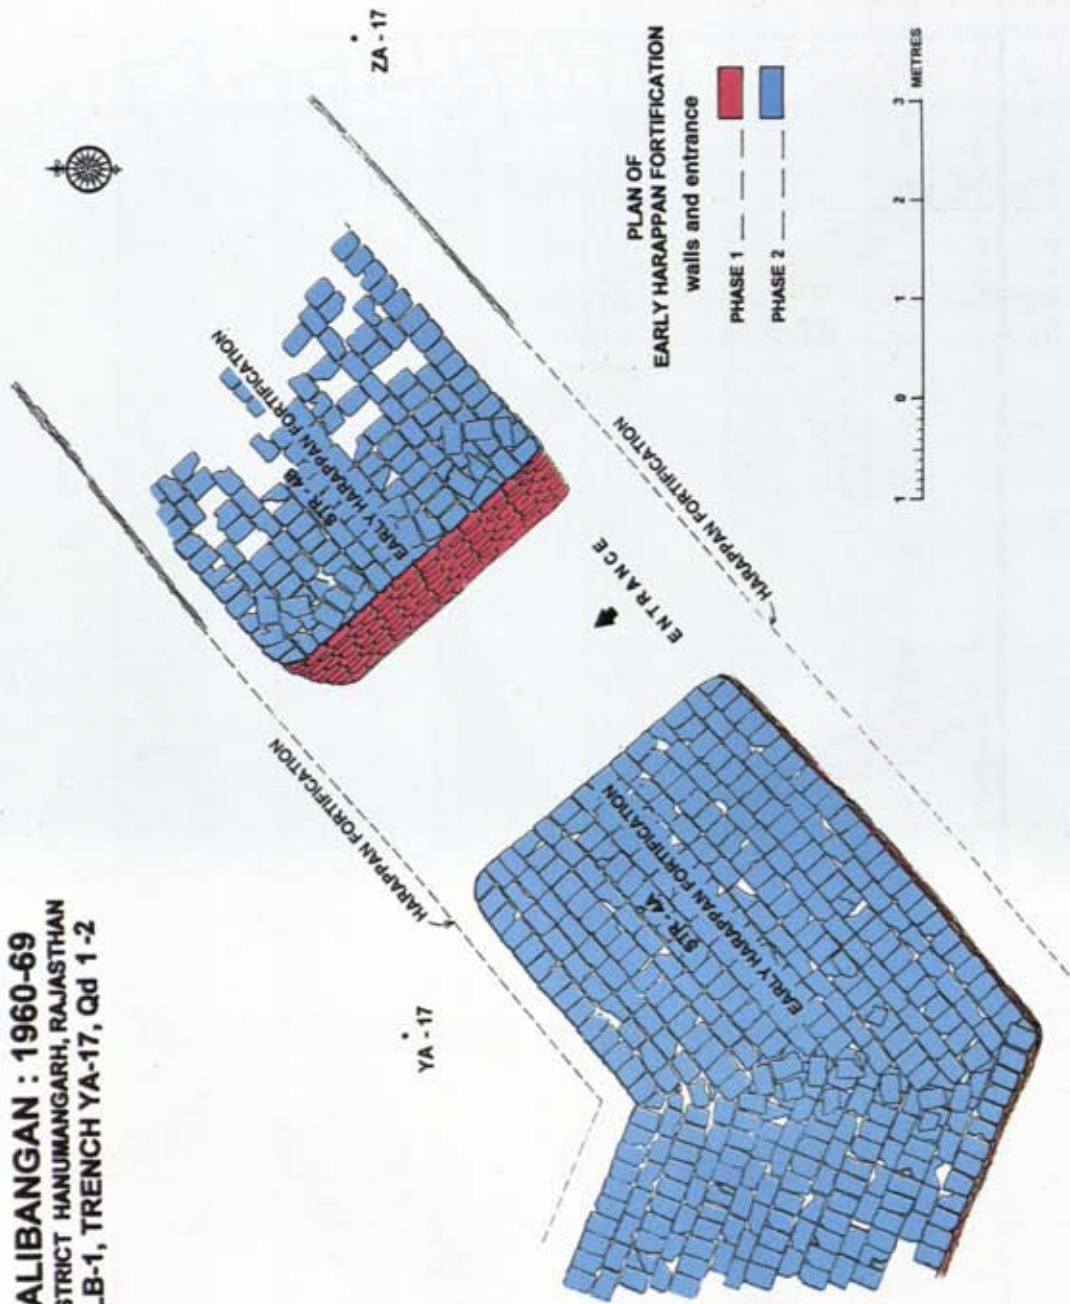 ALIBANGAN : 1960-69
STRICT HANUMANGARH, RAJASTHAN
LB-1, TRENCH YA-17, Qd 1-2
YA - 17
ZA - 17
HARAPPAN FORTIFICATION
STR - 4B
EARLY HARAPPAN FORTIFICATION
ENTRANCE
HARAPPAN FORTIFICATION
STR - 4A
EARLY HARAPPAN FORTIFICATION
PLAN OF
EARLY HARAPPAN FORTIFICATION
walls and entrance
PHASE 1
PHASE 2
1 0 1 2 3 METRES